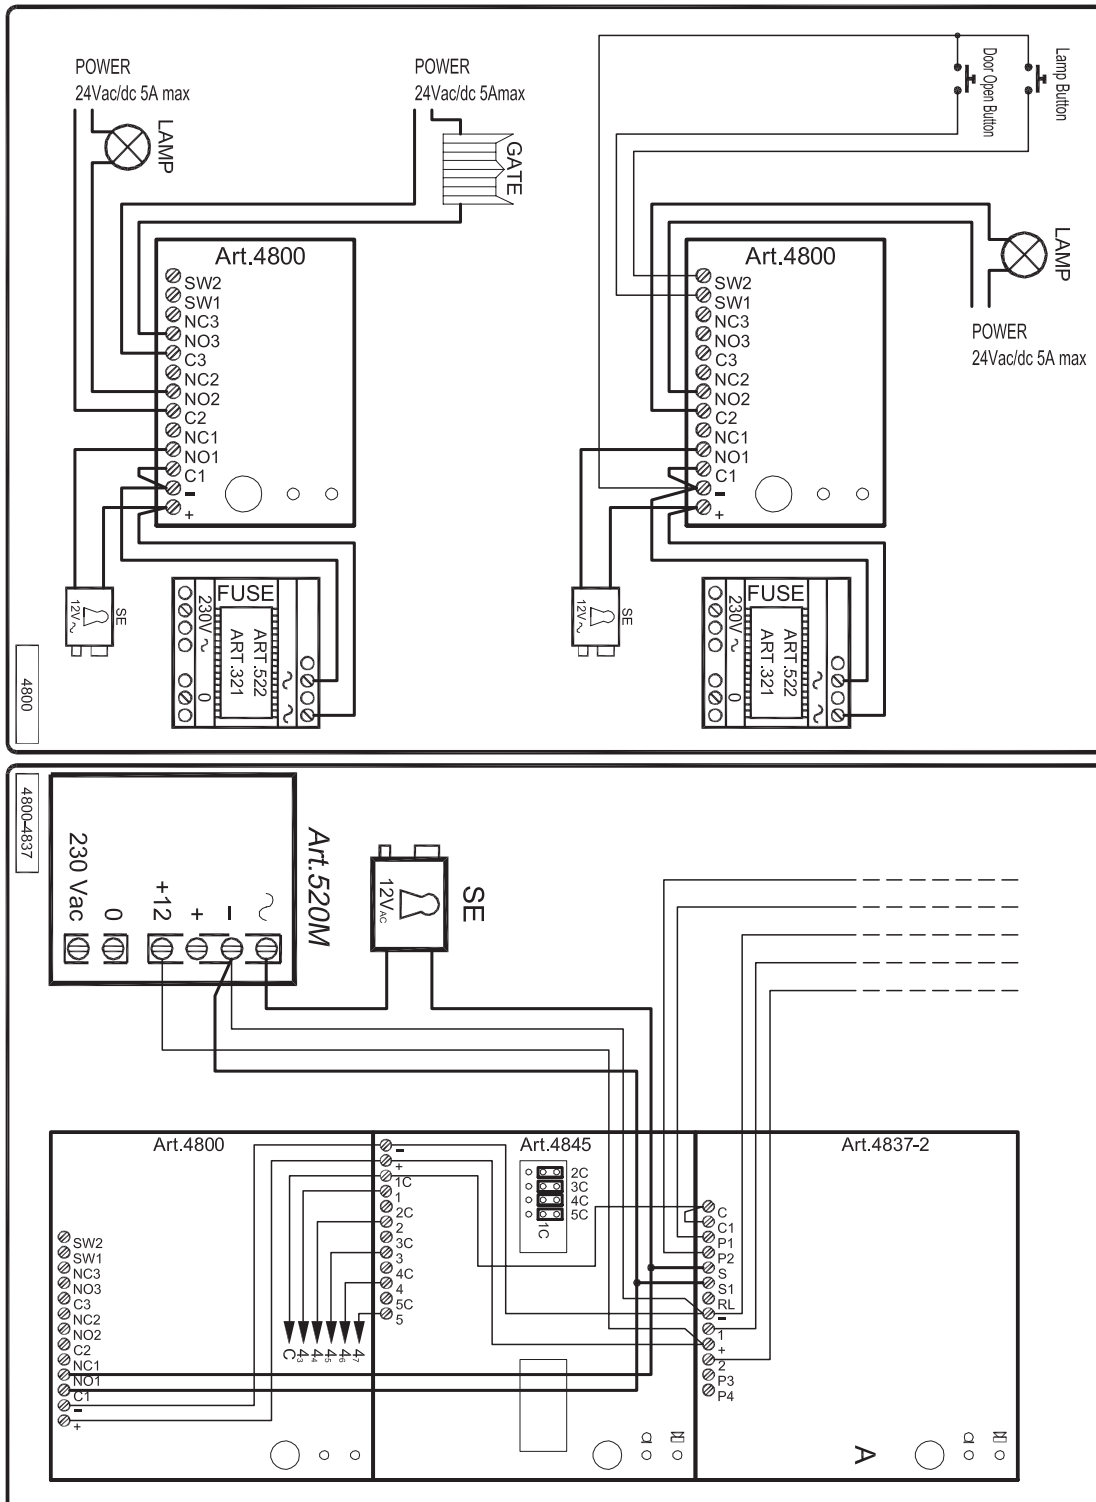 POWER
24Vac/dc 5A max
LAMP
POWER
24Vac/dc 5Amax
GATE
Art.4800
SW2
SW1
NC3
NO3
C3
NC2
NO2
C2
NC1
NO1
C1
-
+
SE
12V~
FUSE
230V ~
0
ART.522
ART.321
~
~
4800
Door Open Button
Lamp Button
LAMP
POWER
24Vac/dc 5A max
Art.4800
SW2
SW1
NC3
NO3
C3
NC2
NO2
C2
NC1
NO1
C1
-
+
SE
12V~
FUSE
230V ~
0
ART.522
ART.321
~
~
4800-4837
Art.520M
230 Vac
0
+12
+
-
~
SE
12VAC
Art.4800
SW2
SW1
NC3
NO3
C3
NC2
NO2
C2
NC1
NO1
C1
-
+
Art.4845
-
+
1C
1
2C
2
3C
3
4C
4
5C
5
2C
3C
4C
5C
1C
C
43
44
45
46
47
Art.4837-2
C
C1
P1
P2
S
S1
RL
-
1
+
2
P3
P4
A